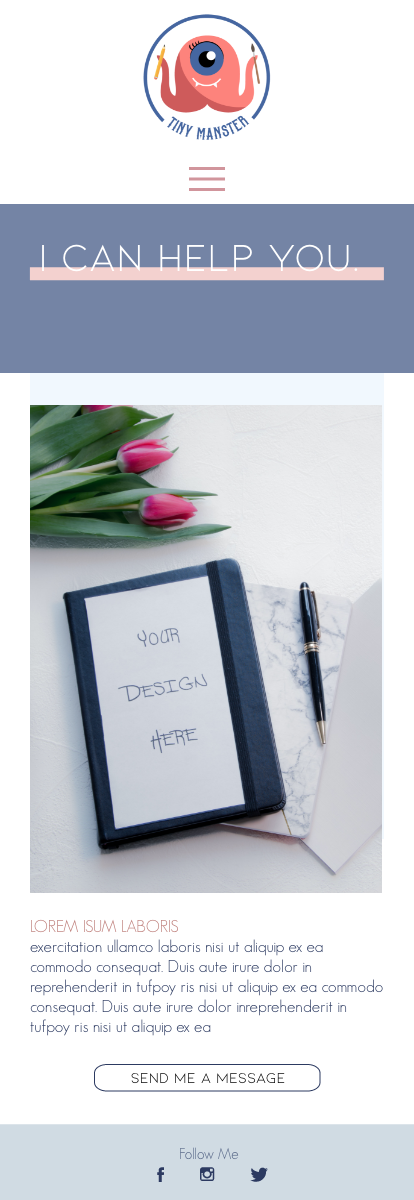 TINY MANSTER
I CAN HELP YOU.
YOUR
DESIGN
HERE
LOREM ISUM LABORIS
exercitation ullamco laboris nisi ut aliquip ex ea
commodo consequat. Duis aute irure dolor in
reprehenderit in tufpoy ris nisi ut aliquip ex ea commodo
consequat. Duis aute irure dolor inreprehenderit in
tufpoy ris nisi ut aliquip ex ea
SEND ME A MESSAGE
Follow Me